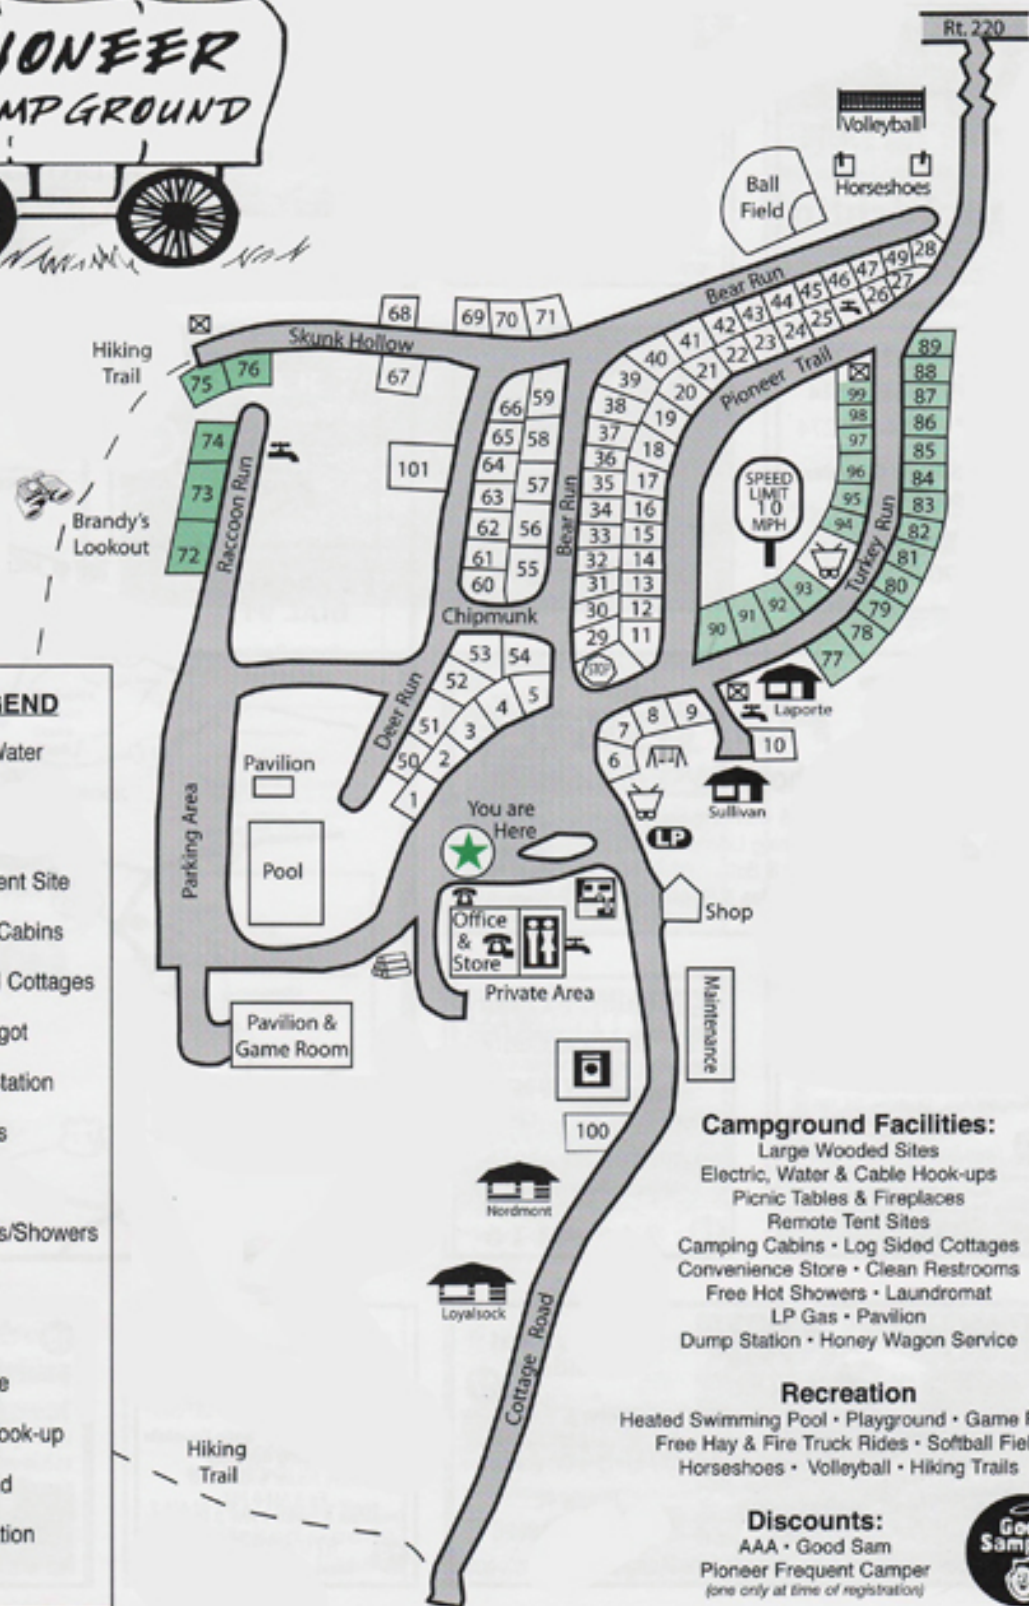 IONEER
MPGROUND
Rt. 220
Volleyball
Horseshoes
Ball
Field
Bear Run
28
49
47
46
45
44
43
42
41
40
39
38
37
36
35
34
33
32
31
30
29
27
26
25
24
23
22
21
20
19
18
17
16
15
14
13
12
11
STOP
Pioneer Trail
68
69
70
71
Skunk Hollow
67
Hiking
Trail
75
76
74
73
72
Raccoon Run
Brandy's
Lookout
101
66
59
65
58
64
57
63
62
56
61
55
60
Bear Run
Chipmunk
SPEED
LIMIT
10
MPH
89
88
87
86
85
84
83
82
81
80
79
78
77
99
98
97
96
95
94
93
92
91
90
Turkey Run
53
54
52
5
4
51
3
50
2
1
Deer Run
7
8
9
6
Laporte
10
Sullivan
GEND
Water
ent Site
Cabins
l Cottages
got
tation
s
s/Showers
e
ook-up
d
tion
Parking Area
Pavilion
Pool
You are
Here
LP
Shop
Office
&
Store
Private Area
Maintenance
Pavilion &
Game Room
100
Nordmont
Loyalsock
Cottage Road
Hiking
Trail
Campground Facilities:
Large Wooded Sites
Electric, Water & Cable Hook-ups
Picnic Tables & Fireplaces
Remote Tent Sites
Camping Cabins • Log Sided Cottages
Convenience Store • Clean Restrooms
Free Hot Showers • Laundromat
LP Gas • Pavilion
Dump Station • Honey Wagon Service
Recreation
Heated Swimming Pool • Playground • Game
Free Hay & Fire Truck Rides • Softball Fiel
Horseshoes • Volleyball • Hiking Trails
Discounts:
AAA • Good Sam
Pioneer Frequent Camper
(one only at time of registration)
Goo
Sam